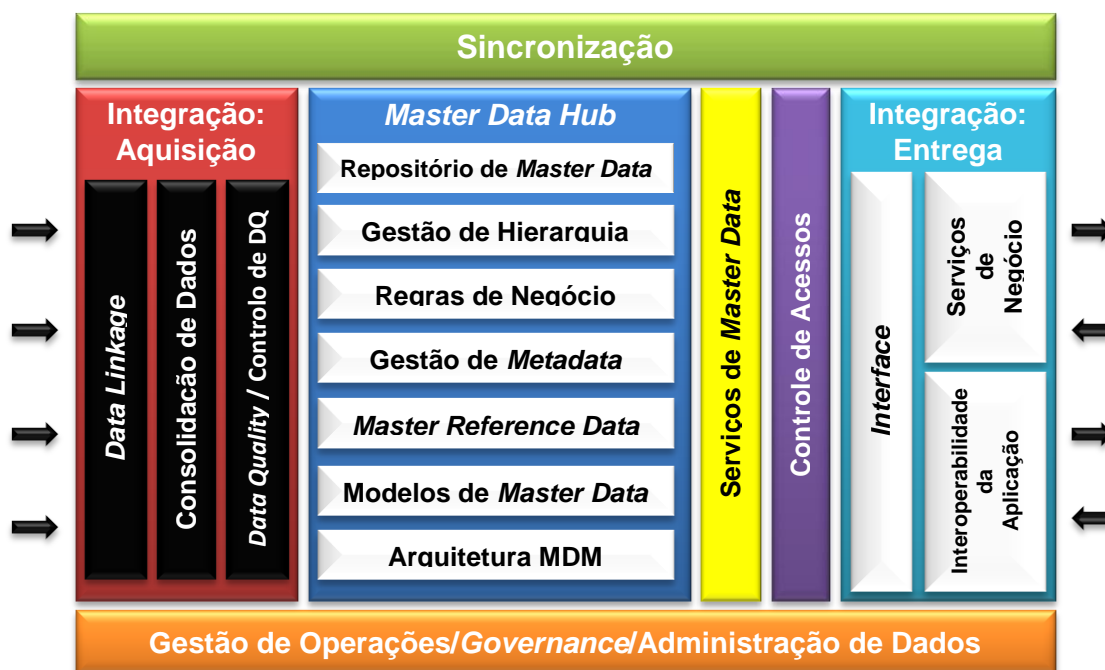 Sincronização
Integração:
Aquisição
Data Linkage
Consolidação de Dados
Data Quality / Controlo de DQ
Master Data Hub
Repositório de Master Data
Gestão de Hierarquia
Regras de Negócio
Gestão de Metadata
Master Reference Data
Modelos de Master Data
Arquitetura MDM
Serviços de Master Data
Controle de Acessos
Integração:
Entrega
Interface
Serviços
de
Negócio
Interoperabilidade
da
Aplicação
Gestão de Operações/Governance/Administração de Dados